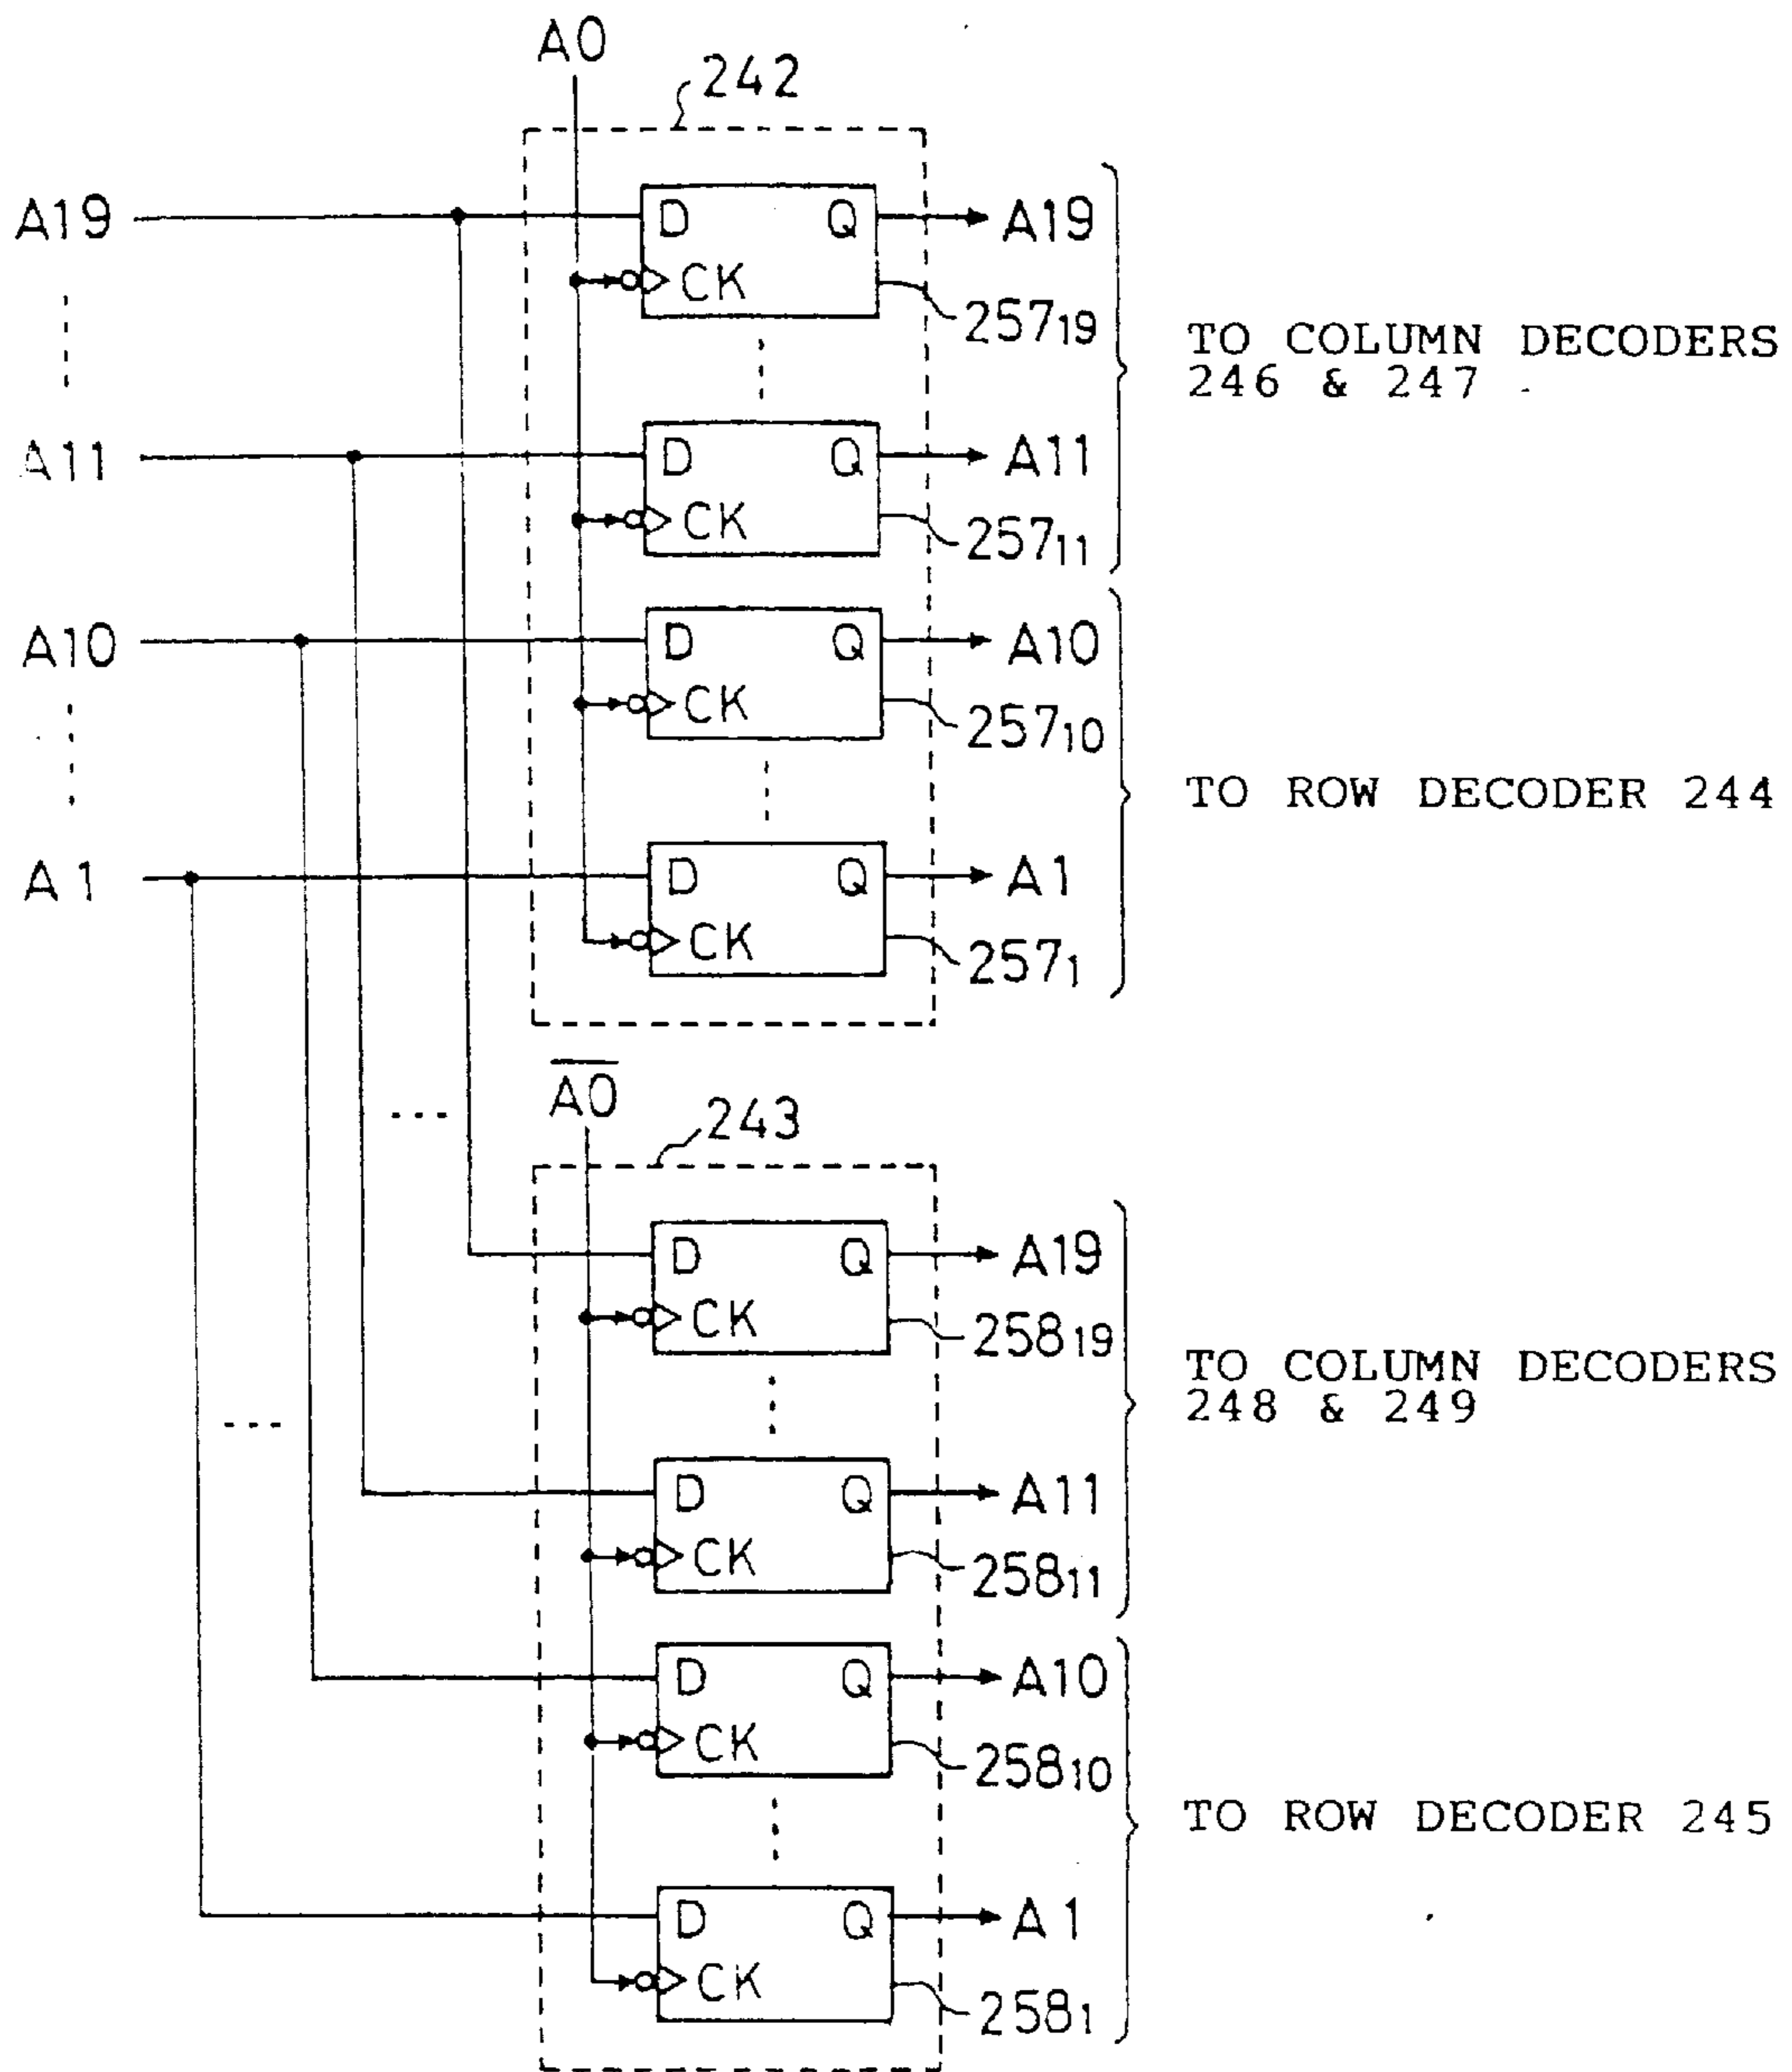 A0
242
A19 D Q A19
CK
257₁₉
TO COLUMN DECODERS
246 & 247
A11 D Q A11
CK
257₁₁
A10 D Q A10
CK
257₁₀
TO ROW DECODER 244
A1 D Q A1
CK
257₁
A̅0̅
243
D Q A19
CK
258₁₉
TO COLUMN DECODERS
248 & 249
D Q A11
CK
258₁₁
D Q A10
CK
258₁₀
TO ROW DECODER 245
D Q A1
CK
258₁